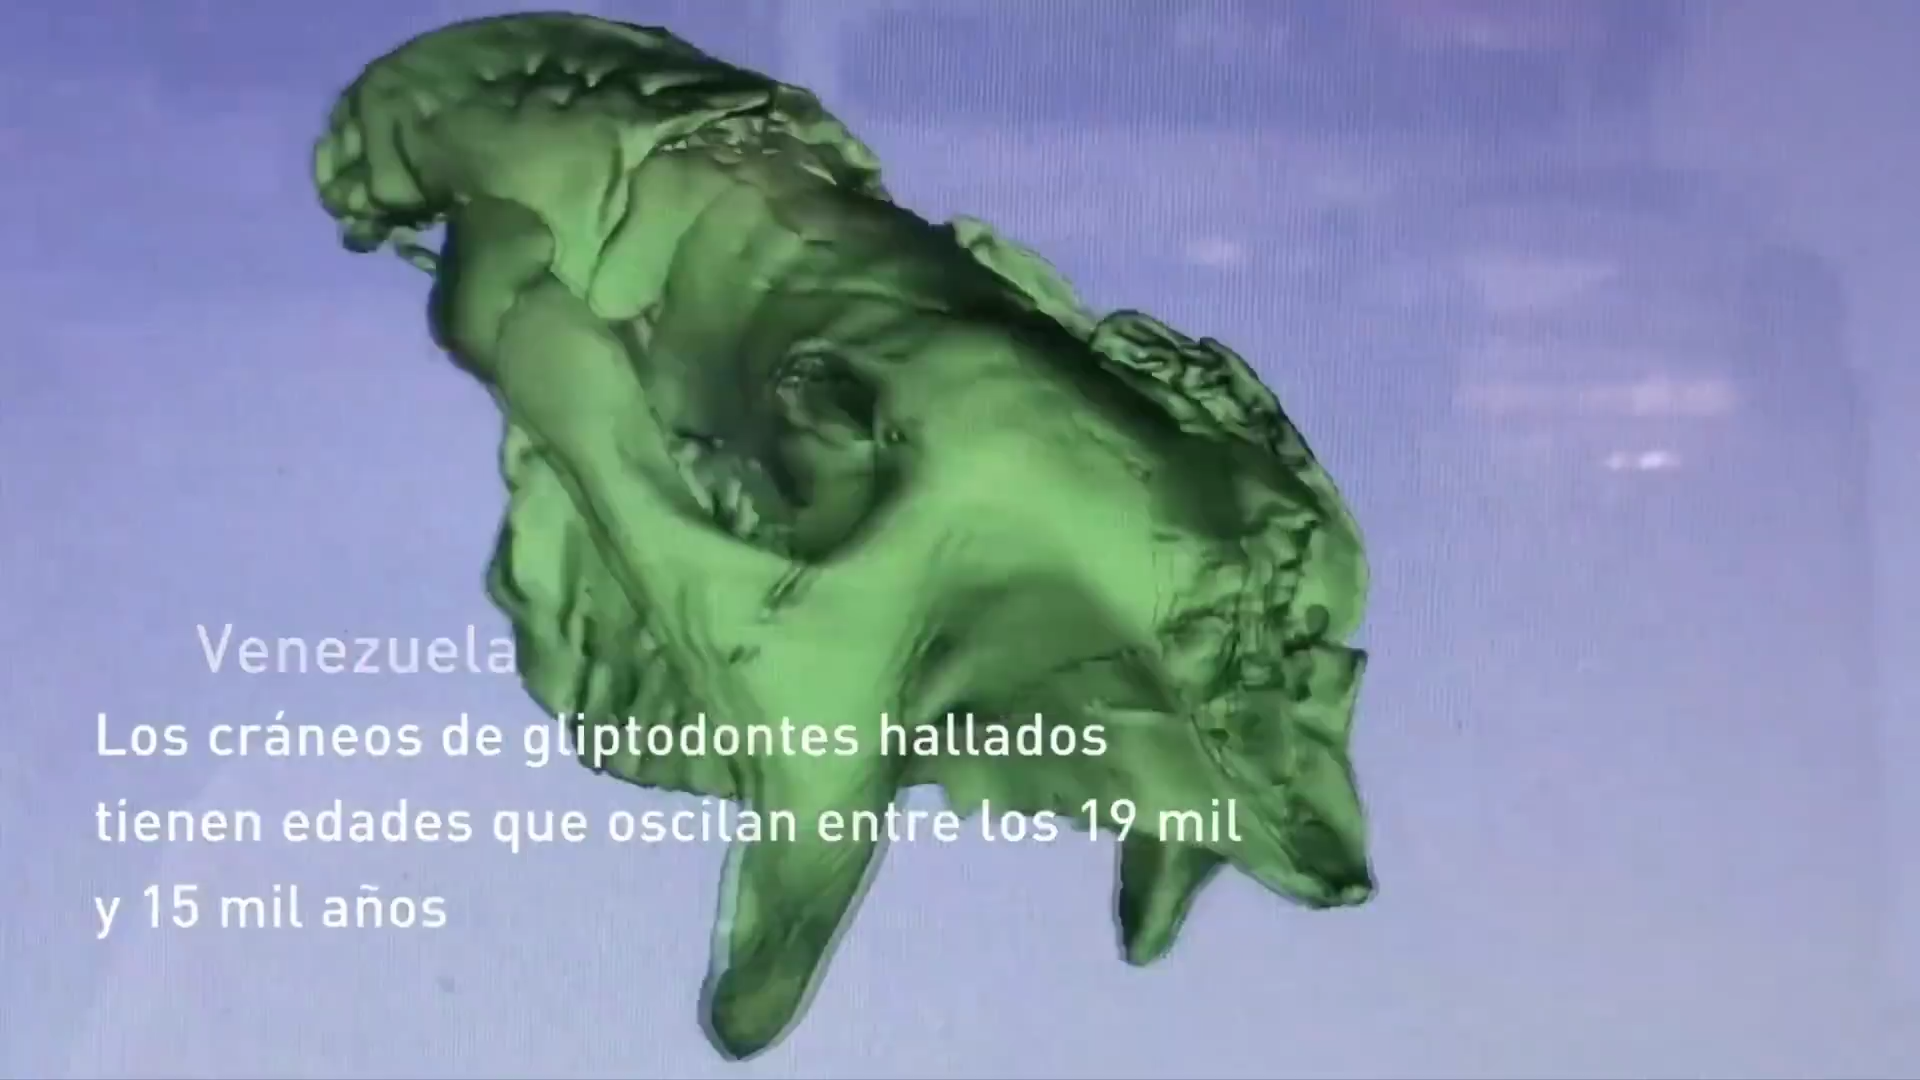 Venezuela
Los cráneos de gliptodontes hallados
tienen edades que oscilan entre los 19 mil
y 15 mil años